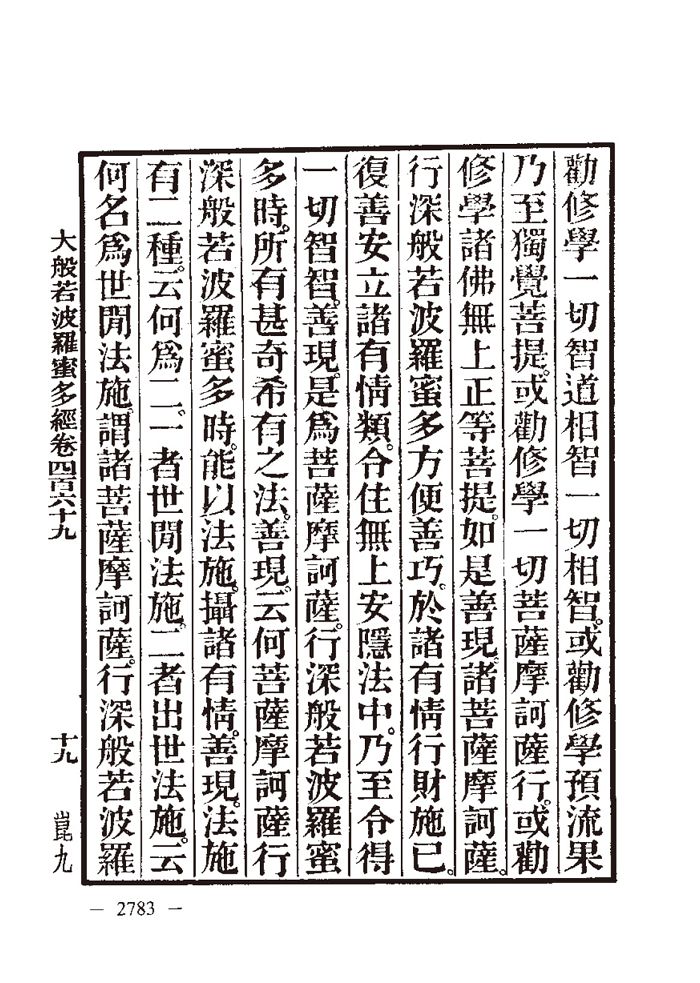 勸修學一切智道相智一切相智。或勸修學預流果
乃至獨覺菩提。或勸修學一切菩薩摩訶薩行。或勸
修學諸佛無上正等菩提。如是善現。諸菩薩摩訶薩。
行深般若波羅蜜多方便善巧。於諸有情行財施已。
復善安立諸有情類。令住無上安隱法中。乃至令得
一切智智。善現。是爲菩薩摩訶薩。行深般若波羅蜜
多時。所有甚奇希有之法。善現。云何菩薩摩訶薩行
深般若波羅蜜多時。能以法施。攝諸有情。善現。法施
有二種。云何爲二。一者世閒法施。二者出世法施。云
何名爲世閒法施。謂諸菩薩摩訶薩。行深般若波羅
大般若波羅蜜多經卷四百六十九 十九 崑九
— 2783 —